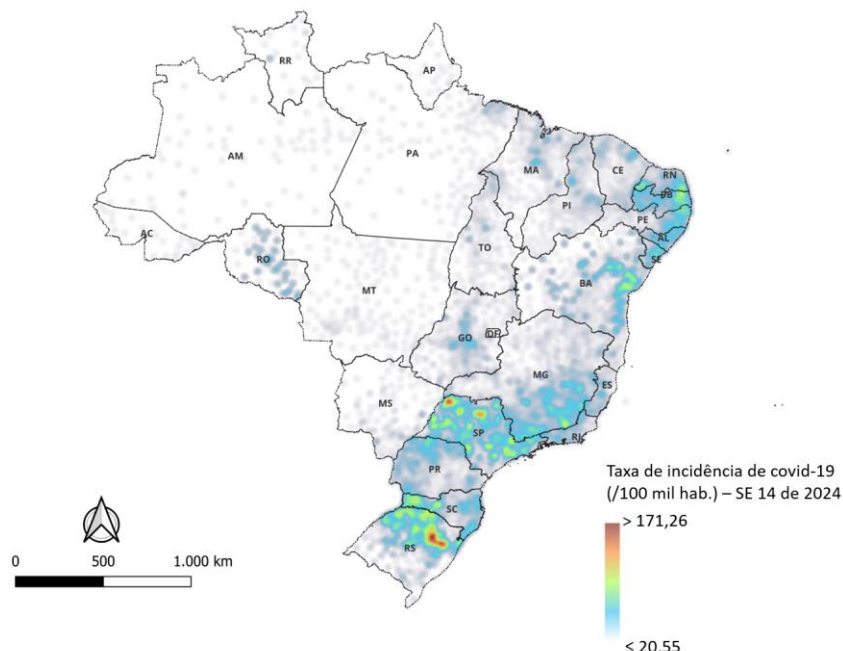 RR
AP
AM
PA
MA
CE
RN
PB
PI
PE
AC
AL
TO
SE
RO
BA
MT
GO
DF
MG
ES
MS
SP
RJ
PR
Taxa de incidência de covid-19
(/100 mil hab.) – SE 14 de 2024
SC
> 171,26
RS
0 500 1.000 km
≤ 20,55